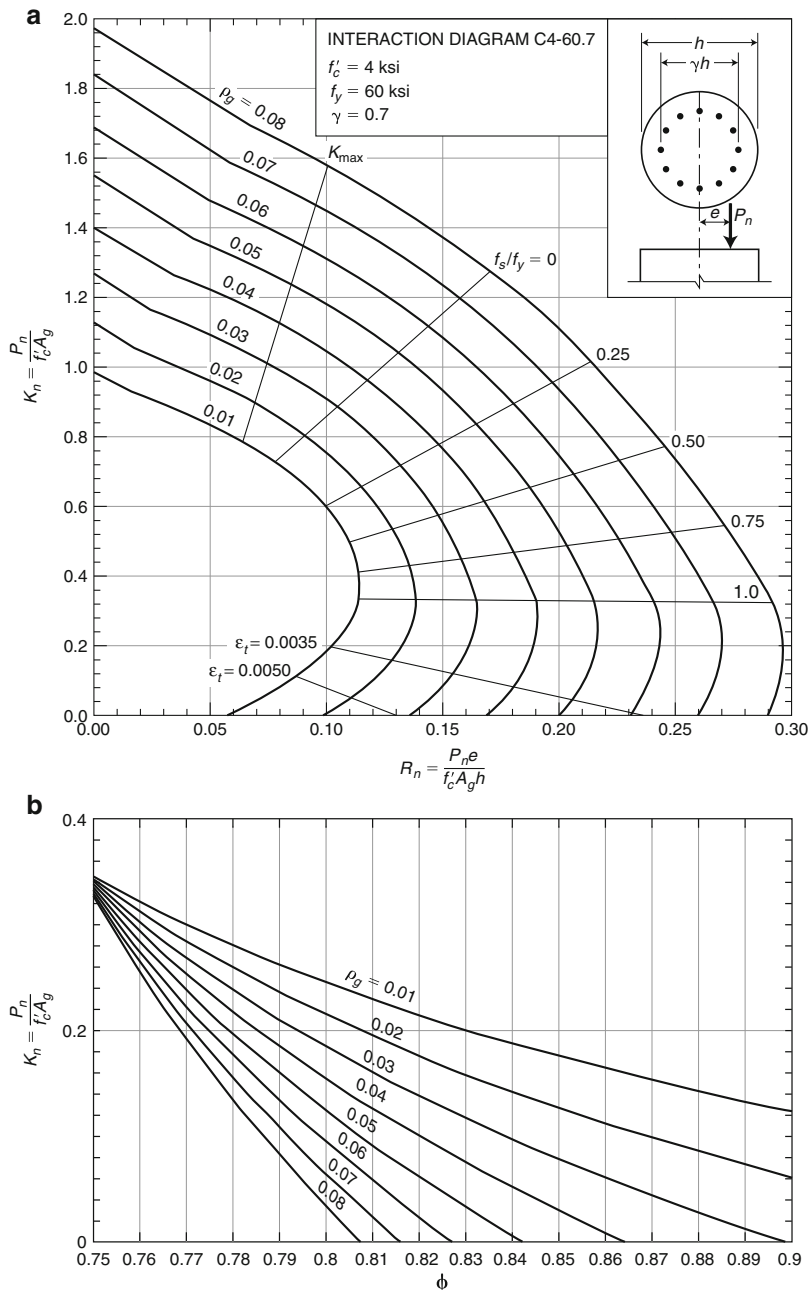 a
INTERACTION DIAGRAM C4-60.7
f′c = 4 ksi
fy = 60 ksi
γ = 0.7
h
γh
e
Pn
2.0
1.8
1.6
1.4
1.2
1.0
0.8
0.6
0.4
0.2
0.0
Kn = Pn / f′c Ag
ρg = 0.08
0.07
0.06
0.05
0.04
0.03
0.02
0.01
Kmax
fs/fy = 0
0.25
0.50
0.75
1.0
εt = 0.0035
εt = 0.0050
0.00 0.05 0.10 0.15 0.20 0.25 0.30
Rn = Pn e / f′c Ag h
b
0.4
0.2
0
Kn = Pn / f′c Ag
ρg = 0.01
0.02
0.03
0.04
0.05
0.06
0.07
0.08
0.75 0.76 0.77 0.78 0.79 0.8 0.81 0.82 0.83 0.84 0.85 0.86 0.87 0.88 0.89 0.9
ϕ